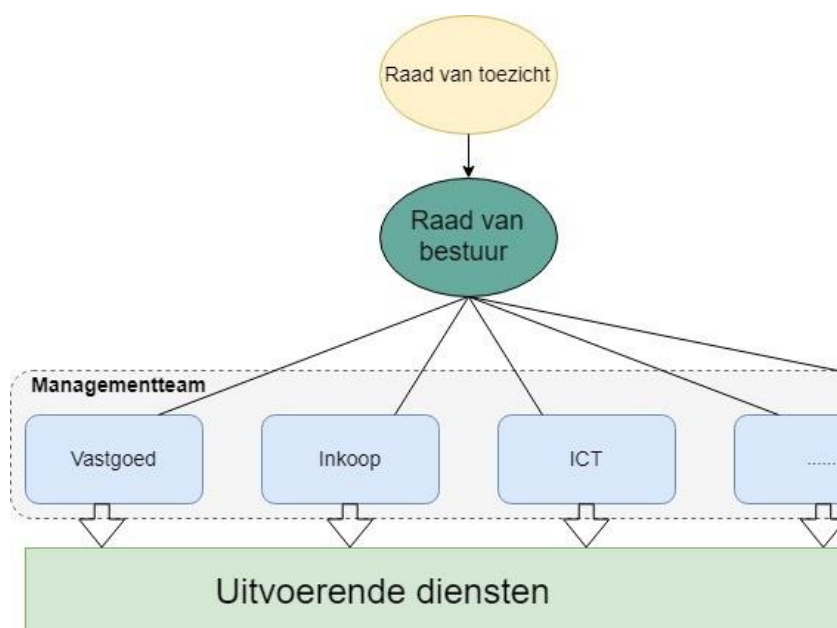 Raad van toezicht
Raad van
bestuur
Managementteam
Vastgoed
Inkoop
ICT
.......
Uitvoerende diensten